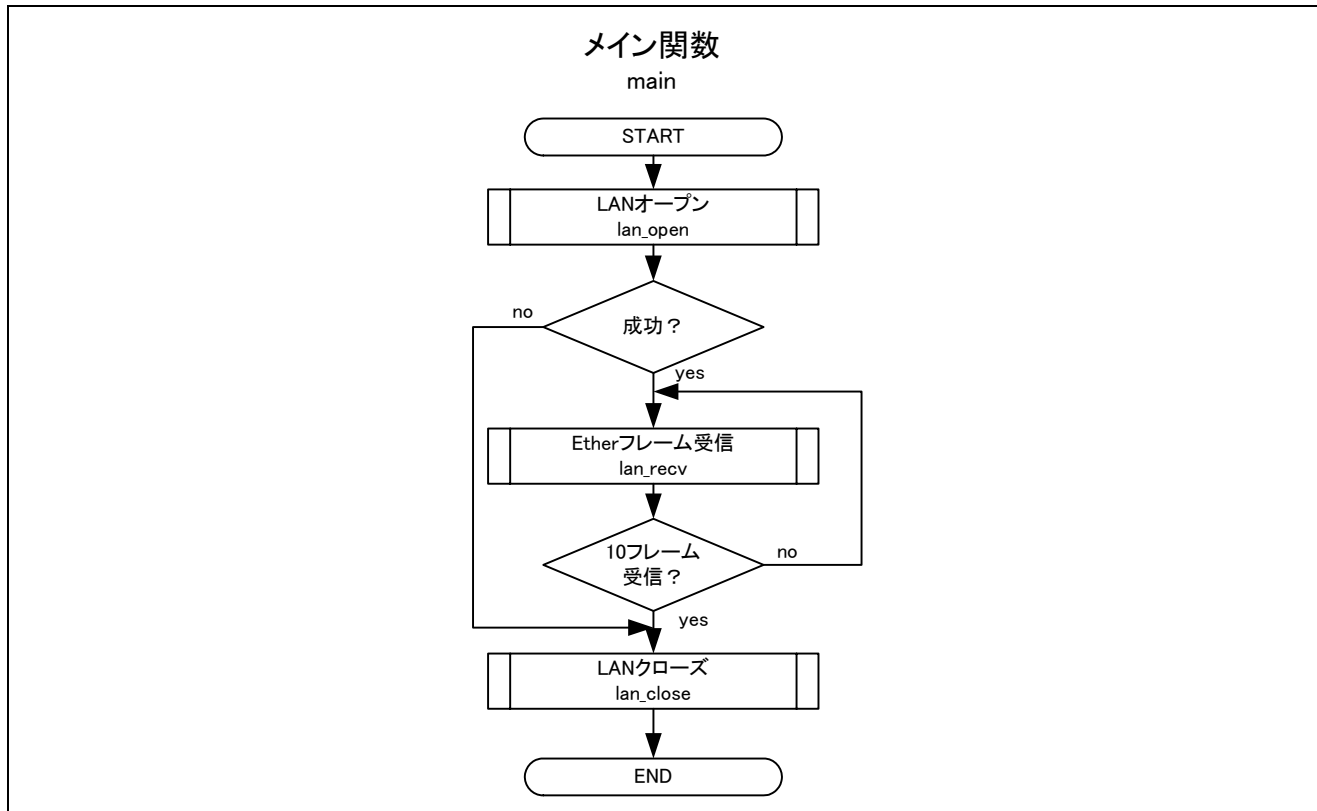 メイン関数
main
START
LANオープン
lan_open
no
成功？
yes
Etherフレーム受信
lan_recv
10フレーム
受信？
no
yes
LANクローズ
lan_close
END